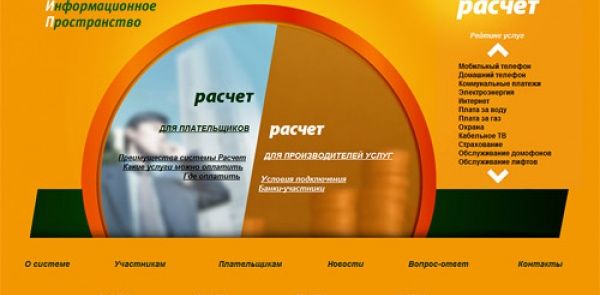 Информационное
Пространство
расчет
Рейтинг услуг
Мобильный телефон
Домашний телефон
Коммунальные платежи
Электроэнергия
Интернет
Плата за воду
Плата за газ
Охрана
Кабельное ТВ
Страхование
Обслуживание домофонов
Обслуживание лифтов
расчет
ДЛЯ ПЛАТЕЛЬЩИКОВ
Преимущества системы Расчет
Какие услуги можно оплатить
Где оплатить
расчет
ДЛЯ ПРОИЗВОДИТЕЛЕЙ УСЛУГ
Условия подключения
Банки-участники
О системе
Участникам
Плательщикам
Новости
Вопрос-ответ
Контакты